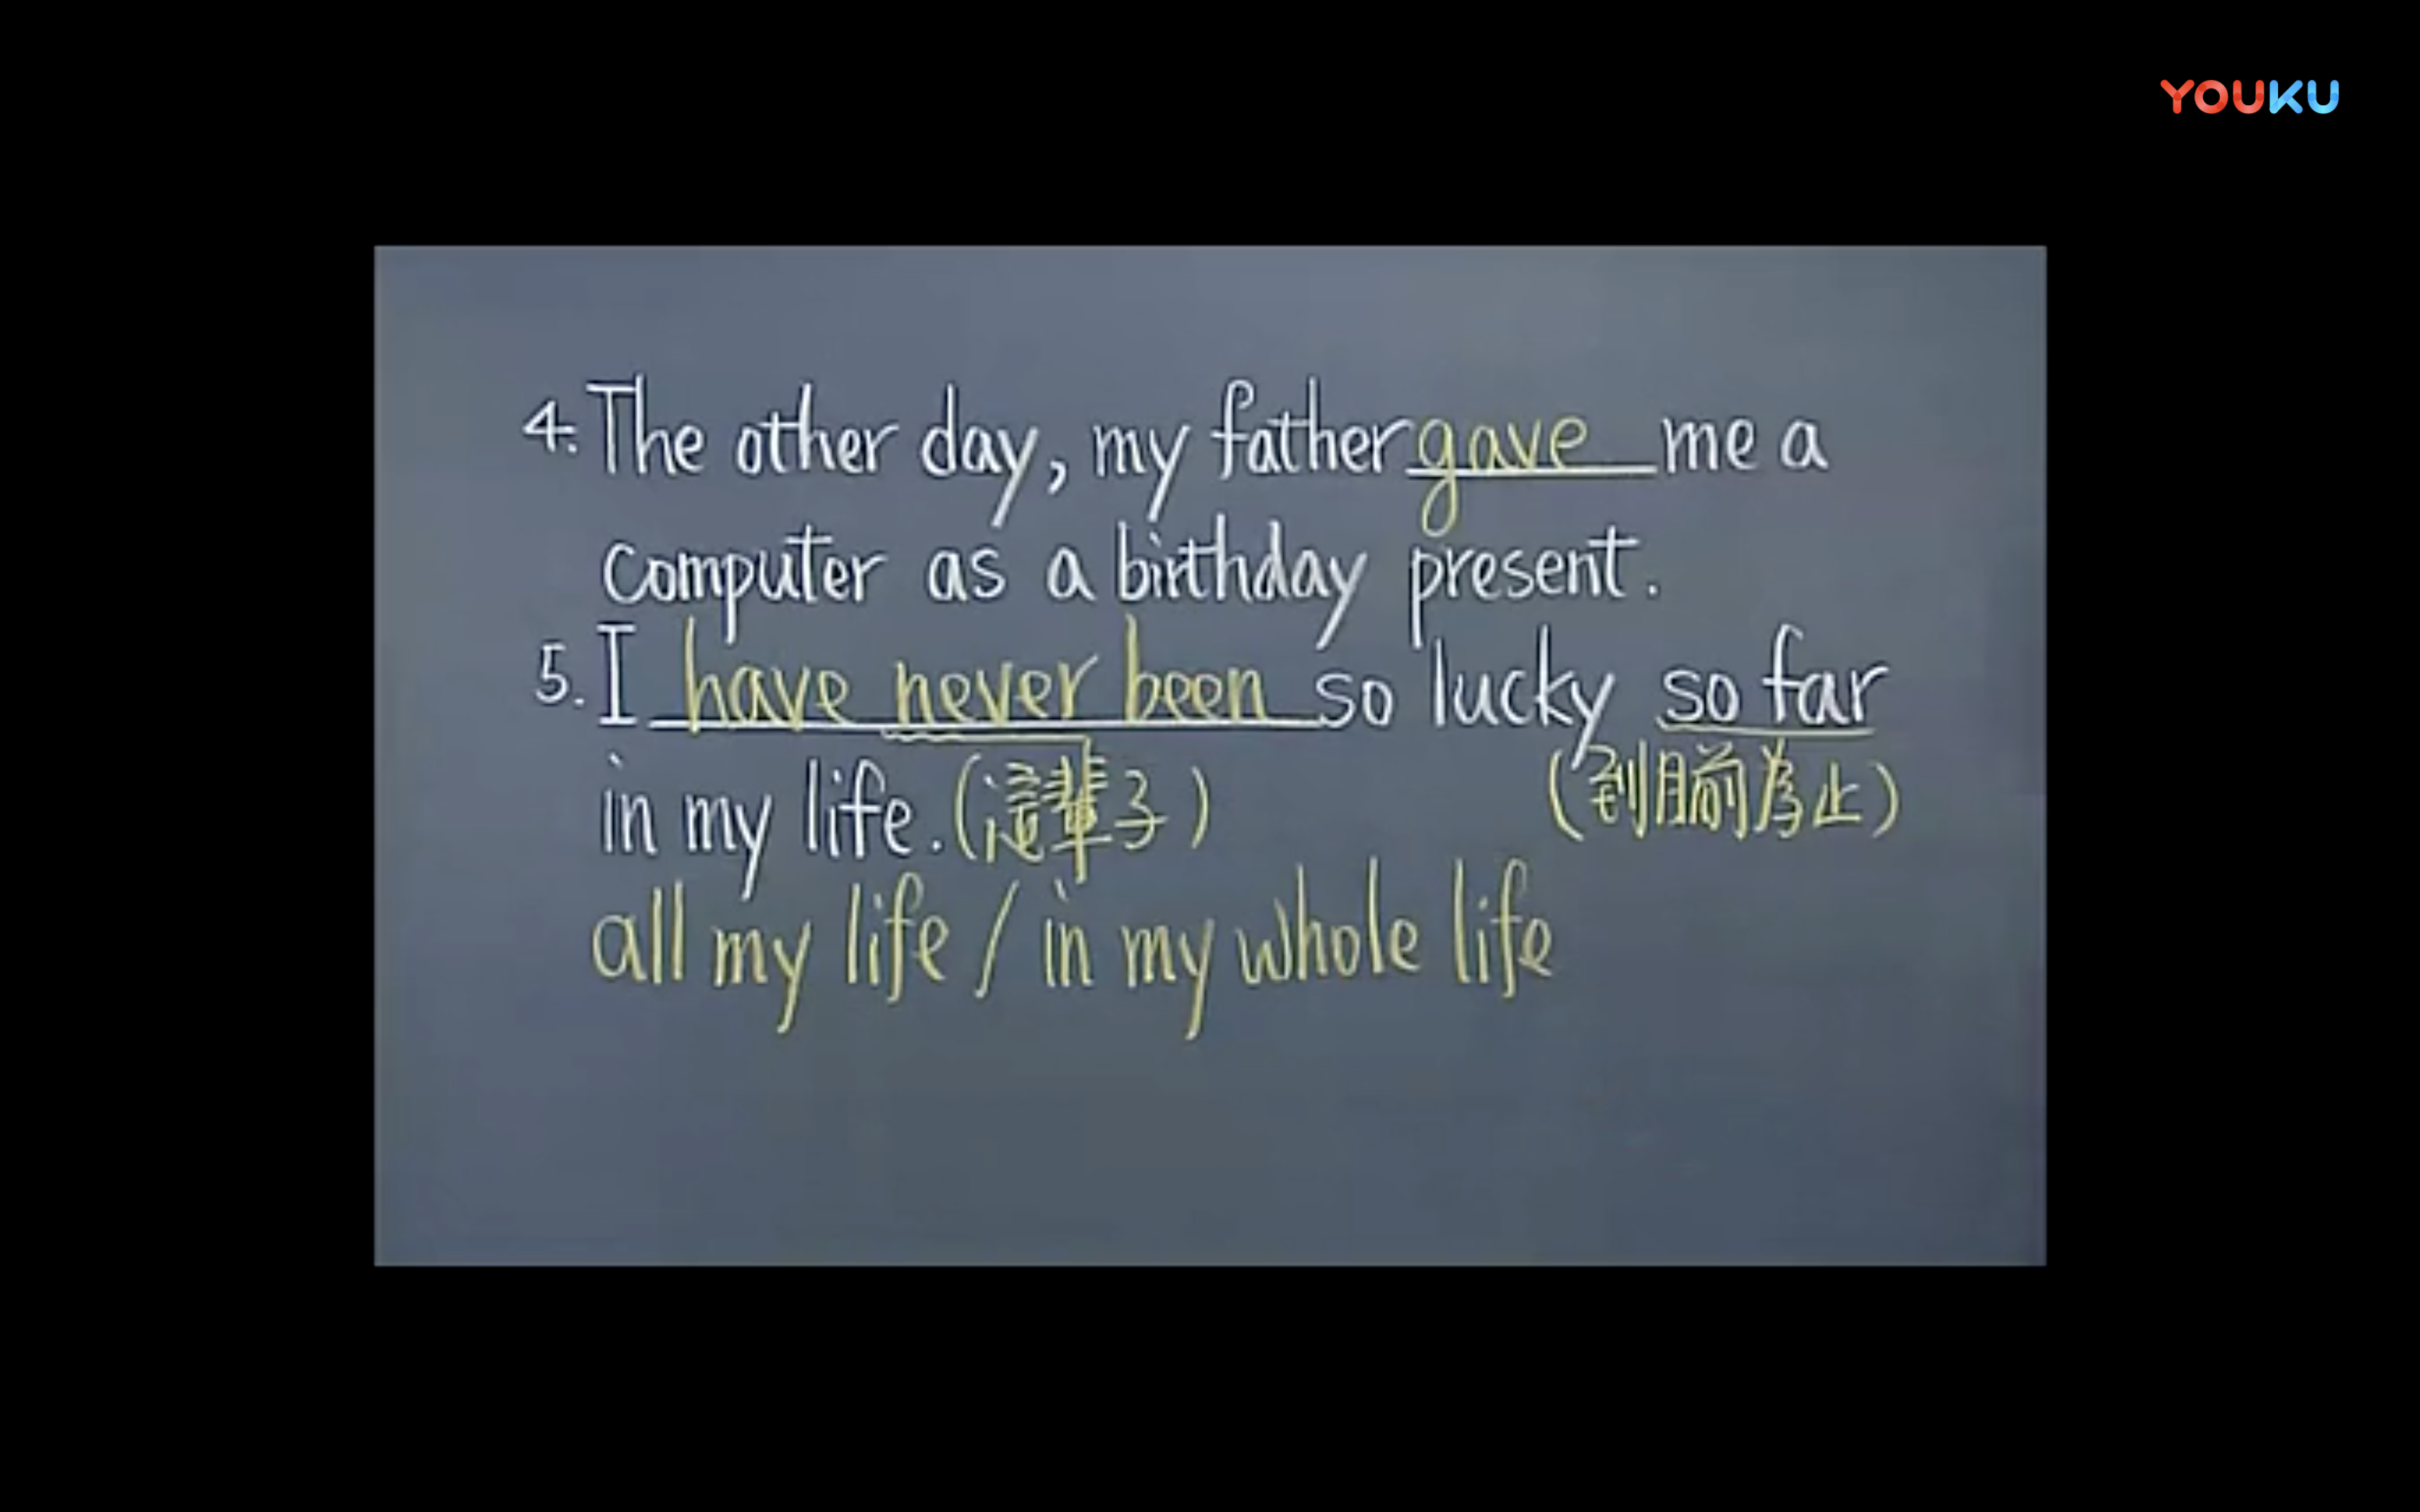 YOUKU
4. The other day, my father gave me a
computer as a birthday present.
5. I have never been so lucky so far
in my life. (這輩子) (到目前為止)
all my life / in my whole life